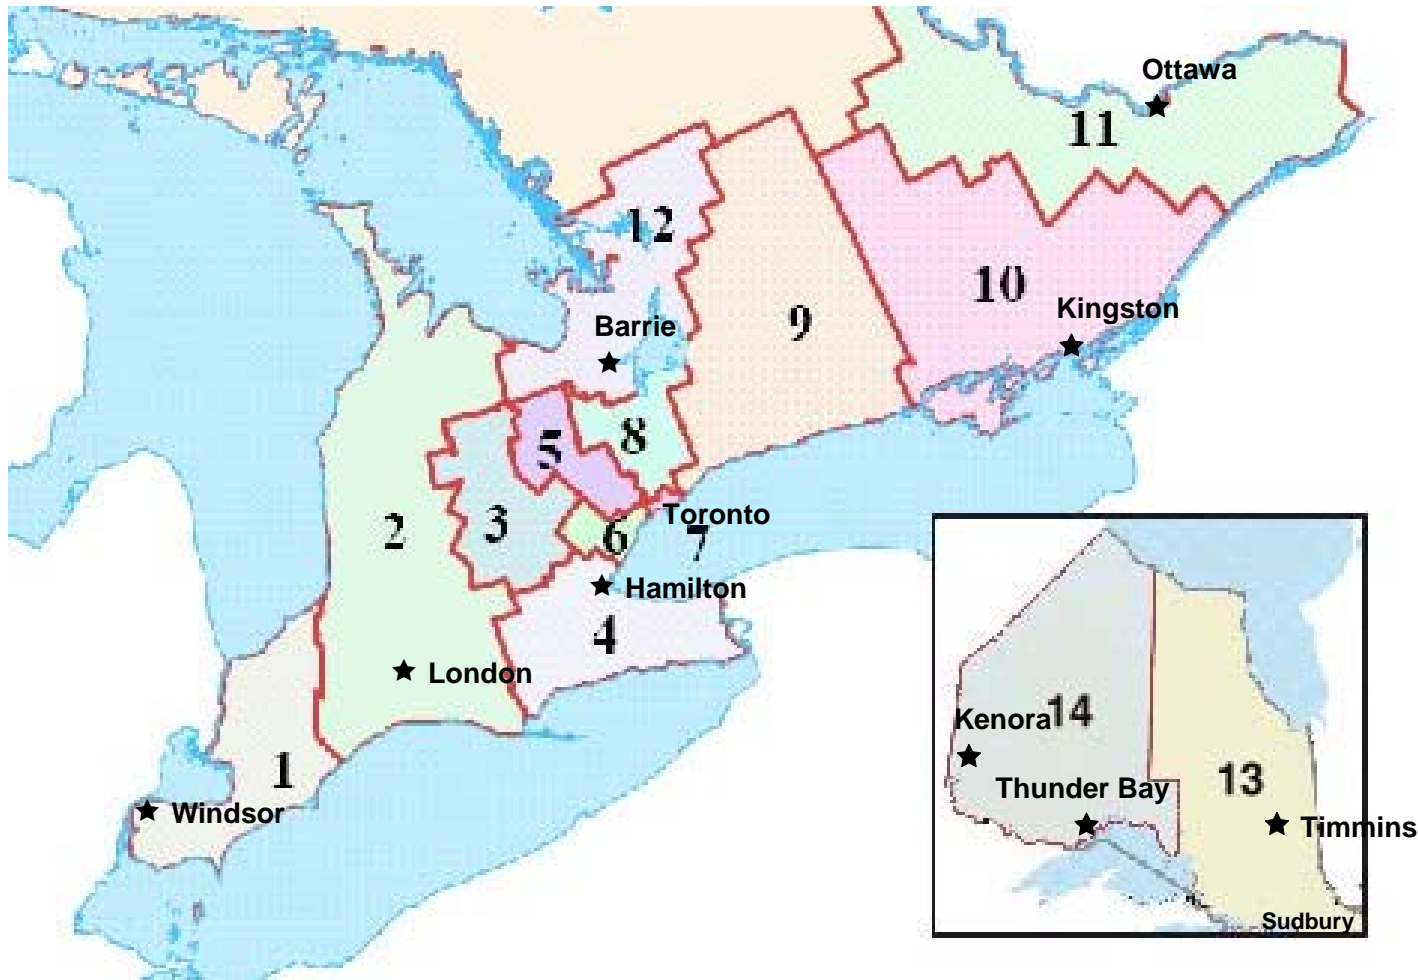 Ottawa
11
12
10
Kingston
9
Barrie
8
5
Toronto
2
3
6
7
Hamilton
4
London
1
Windsor
14
Kenora
13
Thunder Bay
Timmins
Sudbury